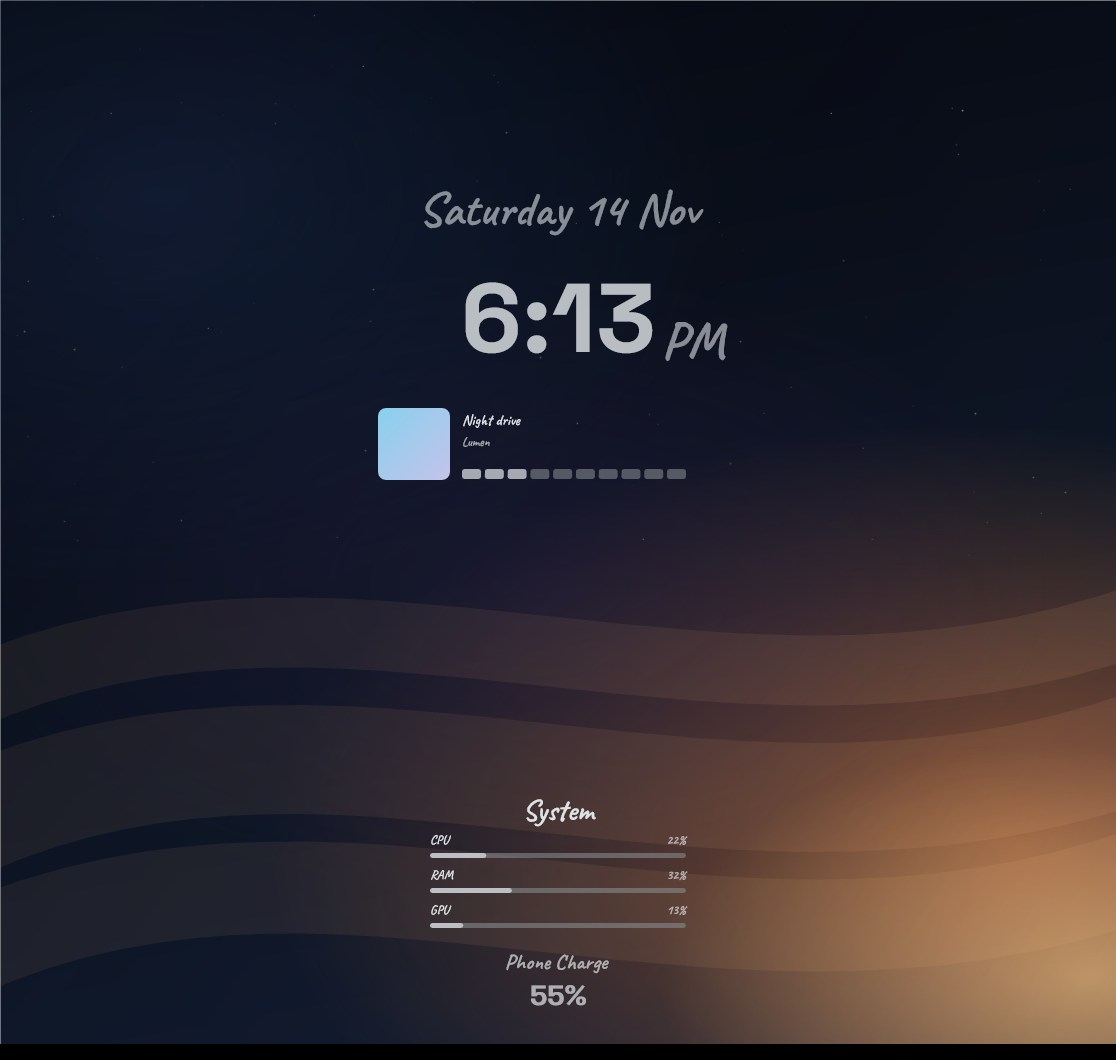 Saturday 14 Nov
6:13 PM
Night drive
Lumen
System
CPU 22%
RAM 32%
GPU 13%
Phone Charge
55%